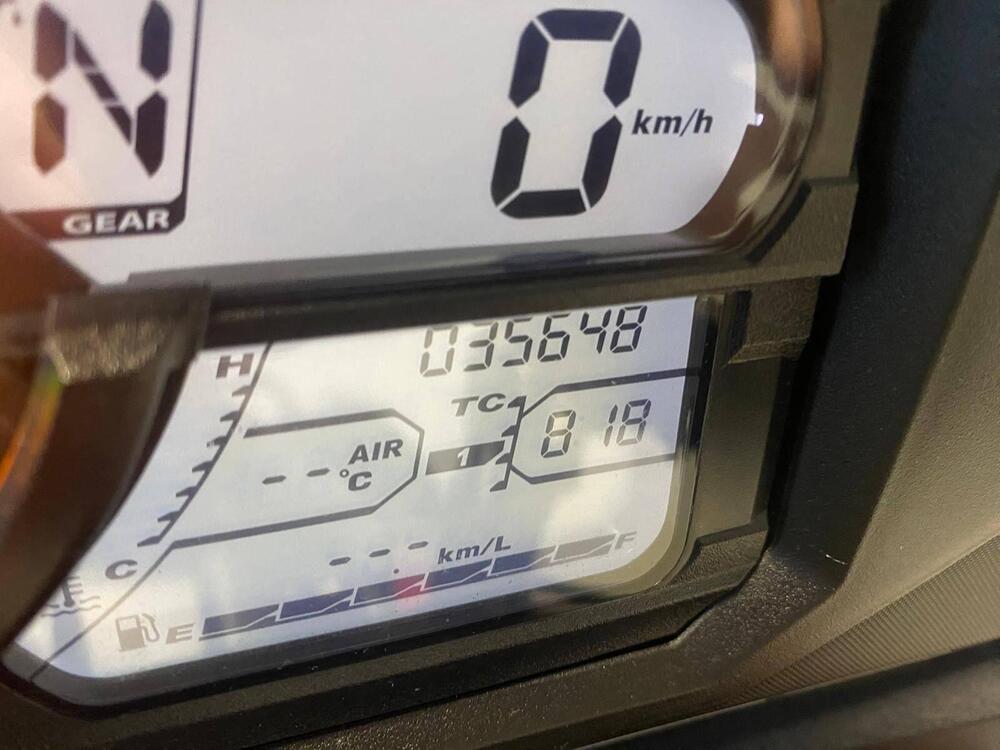 N
GEAR
0 km/h
H
035648
TC
AIR
1
8 18
-- °C
C
--- km/L
E F